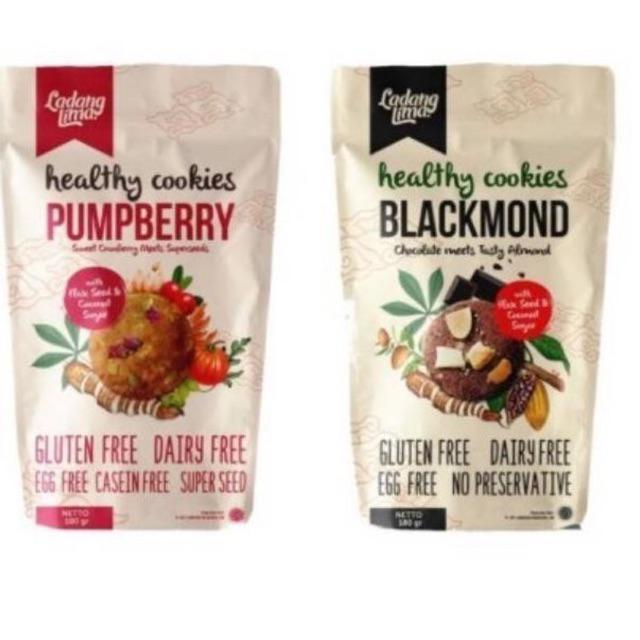 Ladang
Lima
healthy cookies
PUMPBERRY
Sweet Cranberry Meets Superseeds
with
Flax Seed &
Coconut
Sugar
GLUTEN FREE DAIRY FREE
EGG FREE CASEIN FREE SUPER SEED
NETTO
180 gr
Ladang
Lima
healthy cookies
BLACKMOND
Chocolate meets Tasty Almond
with
Flax Seed &
Coconut
Sugar
GLUTEN FREE DAIRY FREE
EGG FREE NO PRESERVATIVE
NETTO
180 gr